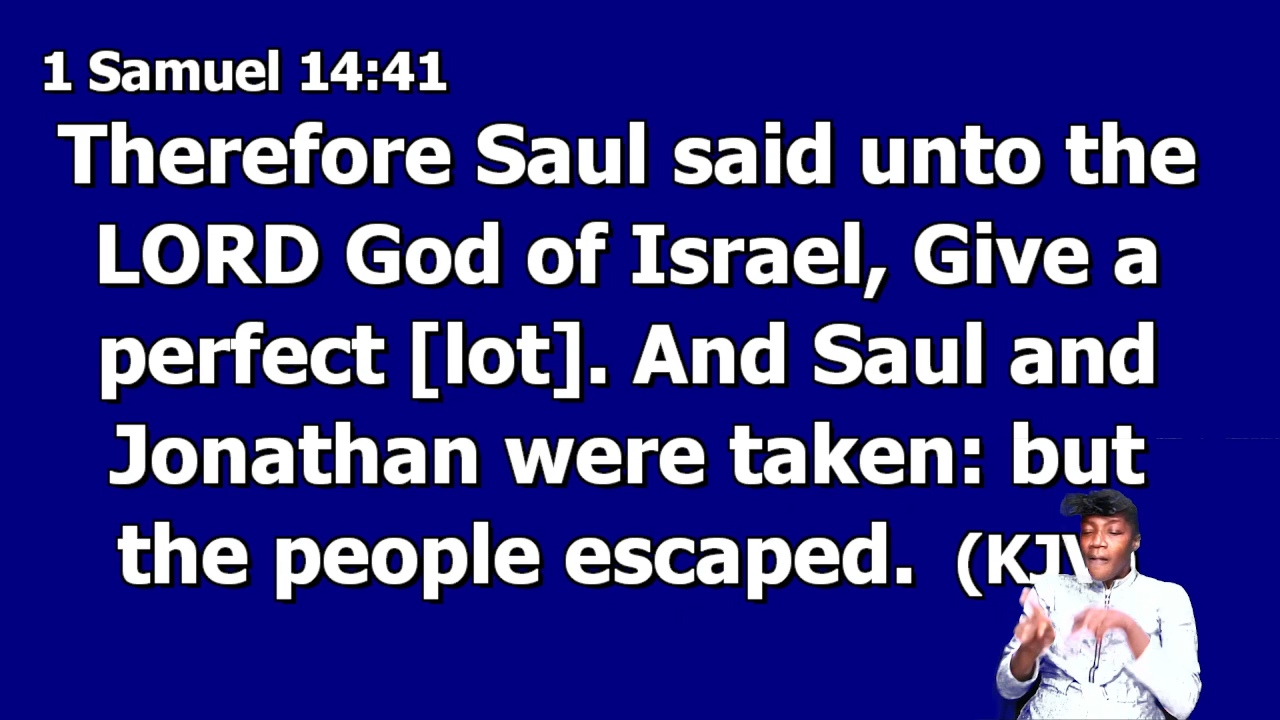 1 Samuel 14:41
Therefore Saul said unto the
LORD God of Israel, Give a
perfect [lot]. And Saul and
Jonathan were taken: but
the people escaped. (KJV)